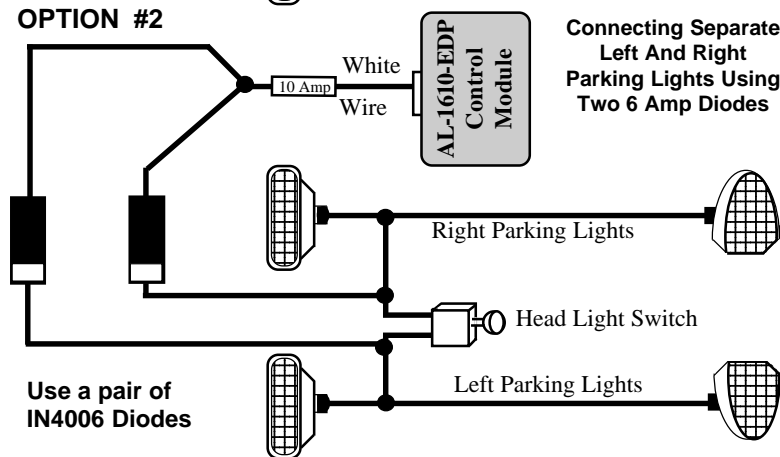 OPTION #2
Connecting Separate
Left And Right
Parking Lights Using
Two 6 Amp Diodes
White
Wire
10 Amp
AL-1610-EDP
Control
Module
Right Parking Lights
Head Light Switch
Left Parking Lights
Use a pair of
IN4006 Diodes